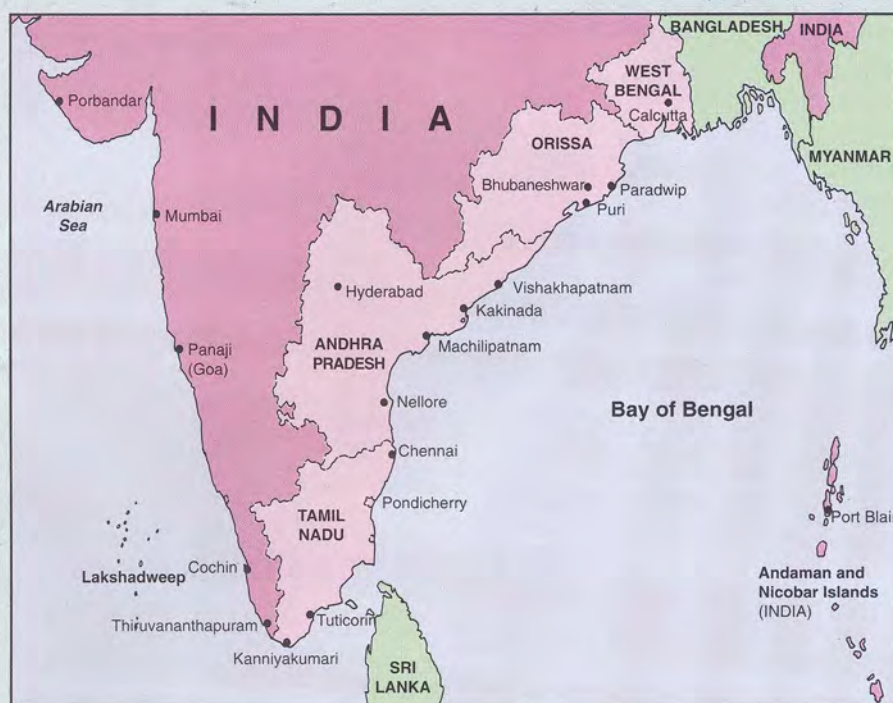 BANGLADESH
INDIA
WEST
BENGAL
Porbandar
Calcutta
I N D I A
ORISSA
MYANMAR
Bhubaneshwar
Paradwip
Puri
Arabian
Sea
Mumbai
Hyderabad
Vishakhapatnam
Kakinada
Machilipatnam
Panaji
(Goa)
ANDHRA
PRADESH
Nellore
Bay of Bengal
Chennai
Pondicherry
TAMIL
NADU
Port Blair
Cochin
Lakshadweep
Andaman and
Nicobar Islands
(INDIA)
Thiruvananthapuram
Tuticorin
Kanniyakumari
SRI
LANKA